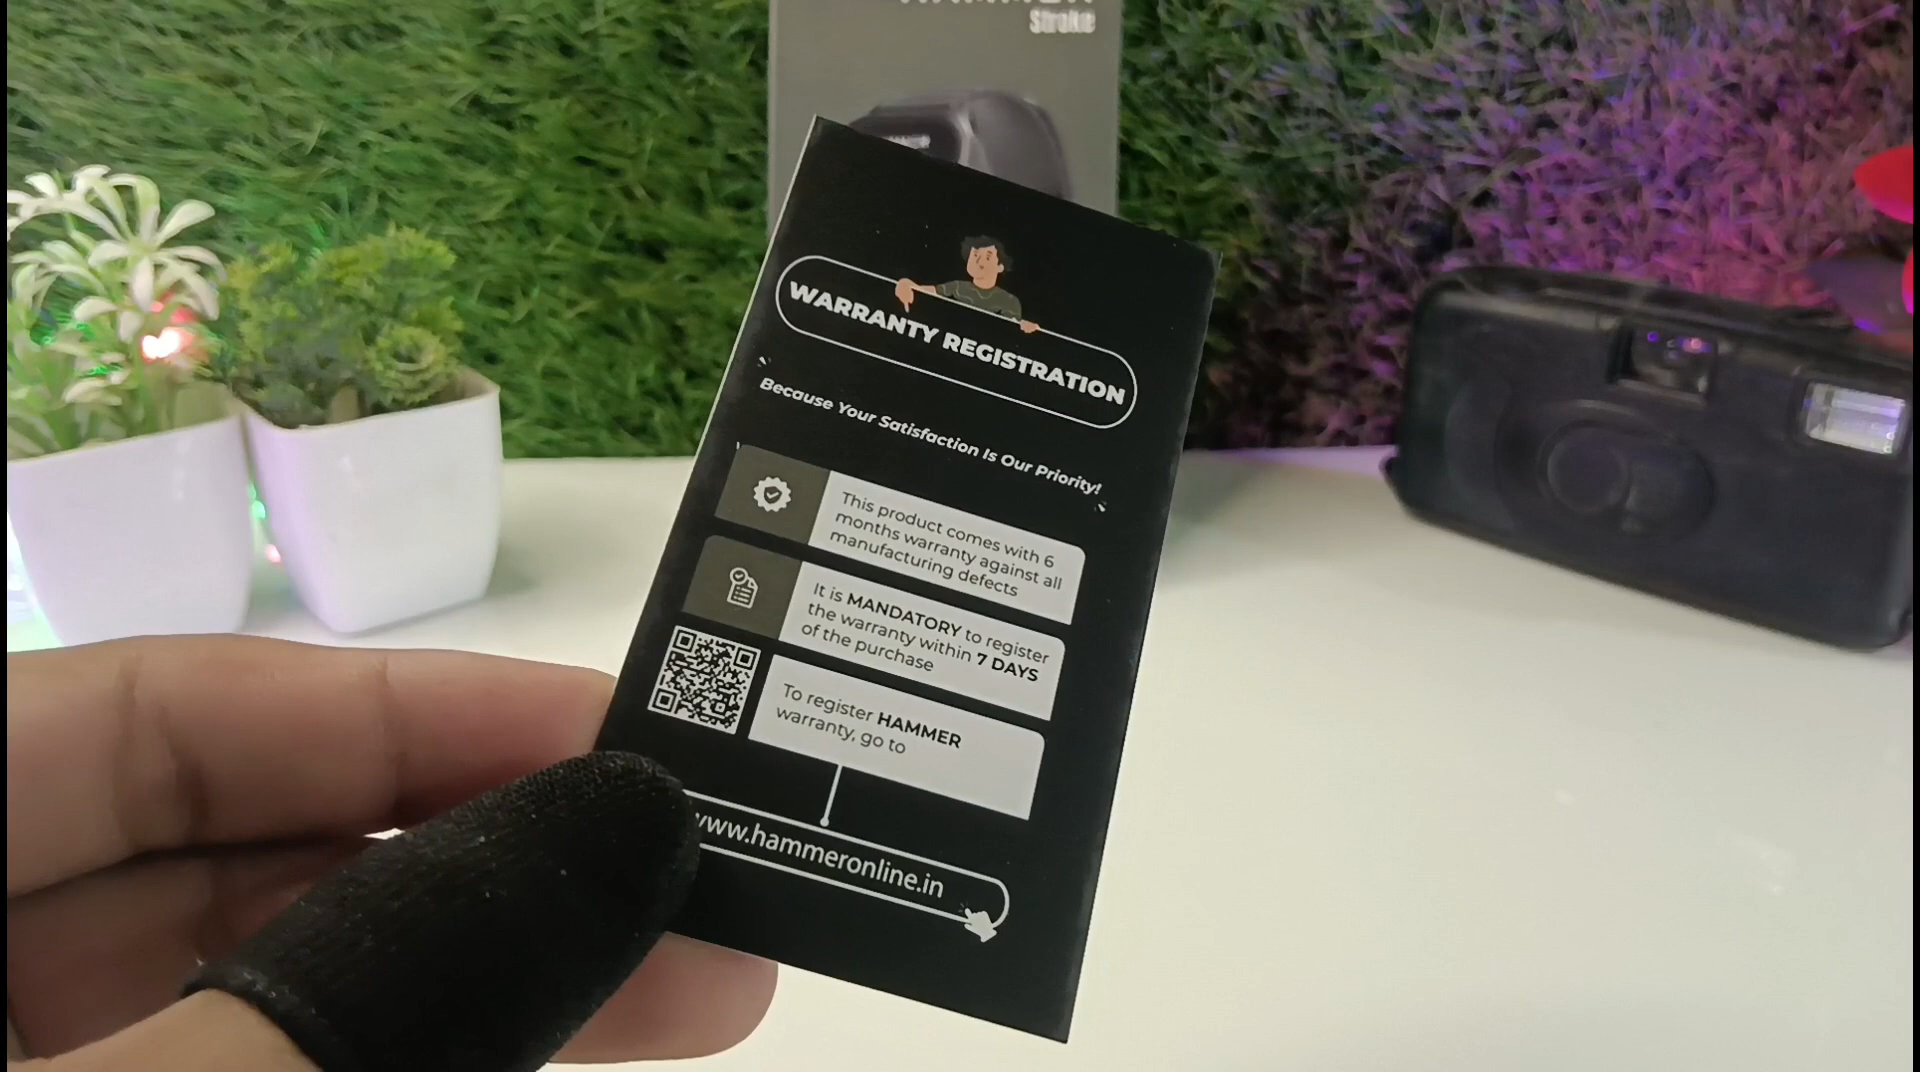 Stroke
WARRANTY REGISTRATION
Because Your Satisfaction Is Our Priority!
This product comes with 6
months warranty against all
manufacturing defects
It is MANDATORY to register
the warranty within 7 DAYS
of the purchase
To register HAMMER
warranty, go to
www.hammeronline.in